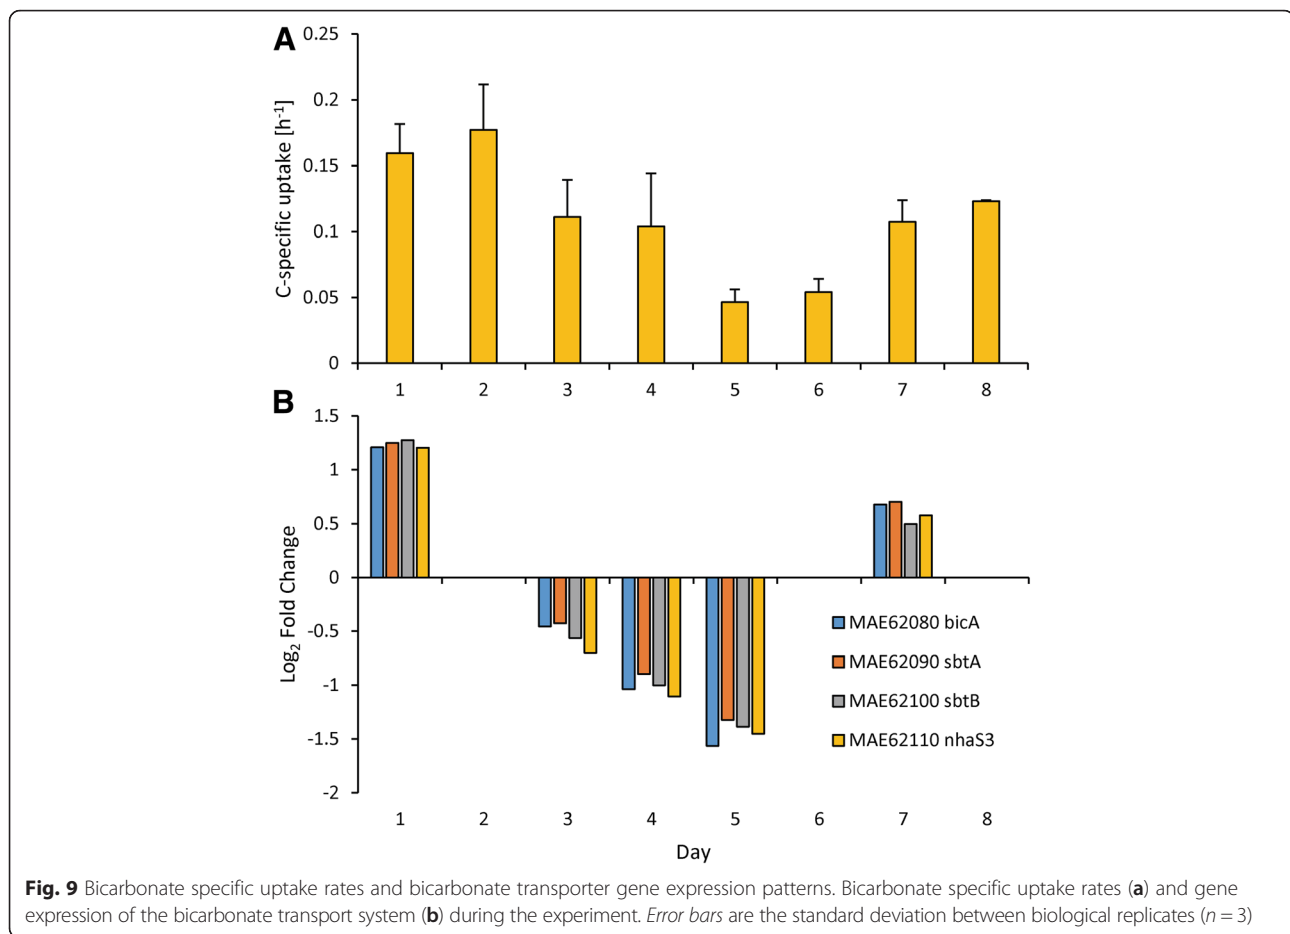 A
0.25
0.2
0.15
0.1
0.05
0
C-specific uptake [h⁻¹]
1 2 3 4 5 6 7 8
B
1.5
1
0.5
0
-0.5
-1
-1.5
-2
Log₂ Fold Change
MAE62080 bicA
MAE62090 sbtA
MAE62100 sbtB
MAE62110 nhaS3
1 2 3 4 5 6 7 8
Day
Fig. 9 Bicarbonate specific uptake rates and bicarbonate transporter gene expression patterns. Bicarbonate specific uptake rates (a) and gene
expression of the bicarbonate transport system (b) during the experiment. Error bars are the standard deviation between biological replicates (n = 3)